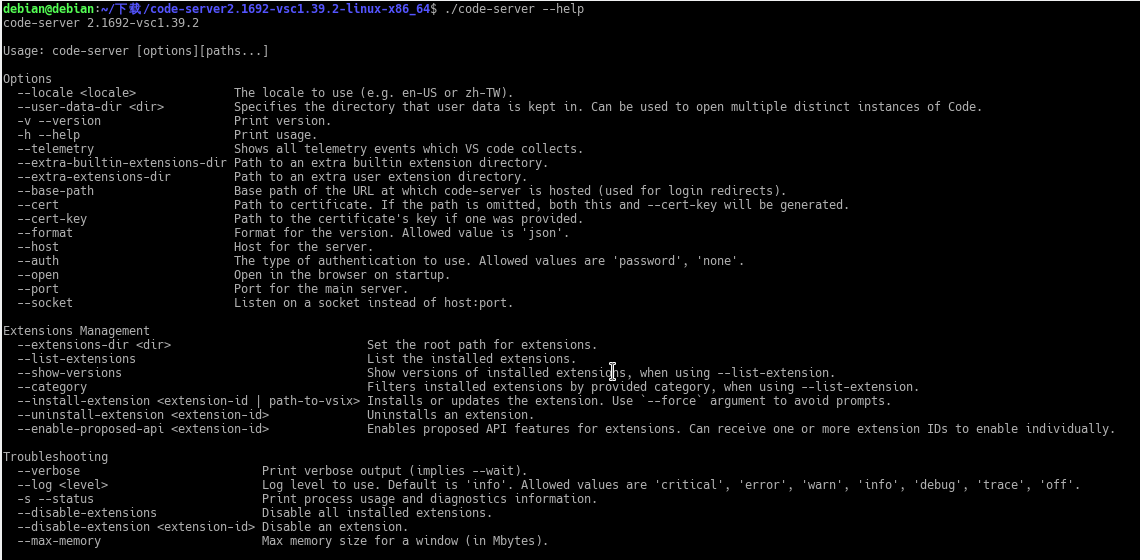 debian@debian:~/下载/code-server2.1692-vsc1.39.2-linux-x86_64$ ./code-server --help
code-server 2.1692-vsc1.39.2
Usage: code-server [options][paths...]
Options
--locale <locale> The locale to use (e.g. en-US or zh-TW).
--user-data-dir <dir> Specifies the directory that user data is kept in. Can be used to open multiple distinct instances of Code.
-v --version Print version.
-h --help Print usage.
--telemetry Shows all telemetry events which VS code collects.
--extra-builtin-extensions-dir Path to an extra builtin extension directory.
--extra-extensions-dir Path to an extra user extension directory.
--base-path Base path of the URL at which code-server is hosted (used for login redirects).
--cert Path to certificate. If the path is omitted, both this and --cert-key will be generated.
--cert-key Path to the certificate's key if one was provided.
--format Format for the version. Allowed value is 'json'.
--host Host for the server.
--auth The type of authentication to use. Allowed values are 'password', 'none'.
--open Open in the browser on startup.
--port Port for the main server.
--socket Listen on a socket instead of host:port.
Extensions Management
--extensions-dir <dir> Set the root path for extensions.
--list-extensions List the installed extensions.
--show-versions Show versions of installed extensions, when using --list-extension.
--category Filters installed extensions by provided category, when using --list-extension.
--install-extension <extension-id | path-to-vsix> Installs or updates the extension. Use `--force` argument to avoid prompts.
--uninstall-extension <extension-id> Uninstalls an extension.
--enable-proposed-api <extension-id> Enables proposed API features for extensions. Can receive one or more extension IDs to enable individually.
Troubleshooting
--verbose Print verbose output (implies --wait).
--log <level> Log level to use. Default is 'info'. Allowed values are 'critical', 'error', 'warn', 'info', 'debug', 'trace', 'off'.
-s --status Print process usage and diagnostics information.
--disable-extensions Disable all installed extensions.
--disable-extension <extension-id> Disable an extension.
--max-memory Max memory size for a window (in Mbytes).